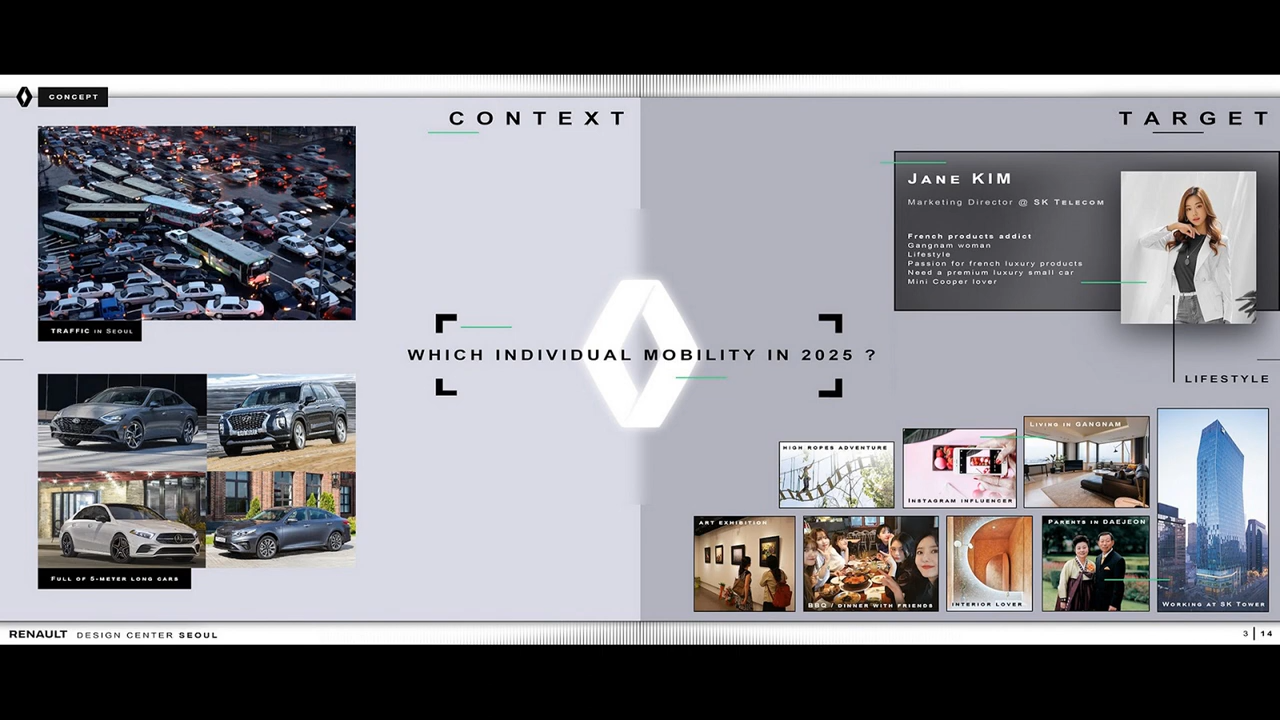 CONCEPT
CONTEXT
TRAFFIC IN SEOUL
FULL OF 5-METER LONG CARS
WHICH INDIVIDUAL MOBILITY IN 2025 ?
TARGET
JANE KIM
Marketing Director @ SK TELECOM
French products addict
Gangnam woman
Lifestyle
Passion for french luxury products
Need a premium luxury small car
Mini Cooper lover
LIFESTYLE
HIGH ROPES ADVENTURE
INSTAGRAM INFLUENCER
LIVING IN GANGNAM
ART EXHIBITION
BBQ / DINNER WITH FRIENDS
INTERIOR LOVER
PARENTS IN DAEJEON
WORKING AT SK TOWER
RENAULT DESIGN CENTER SEOUL
3 | 14